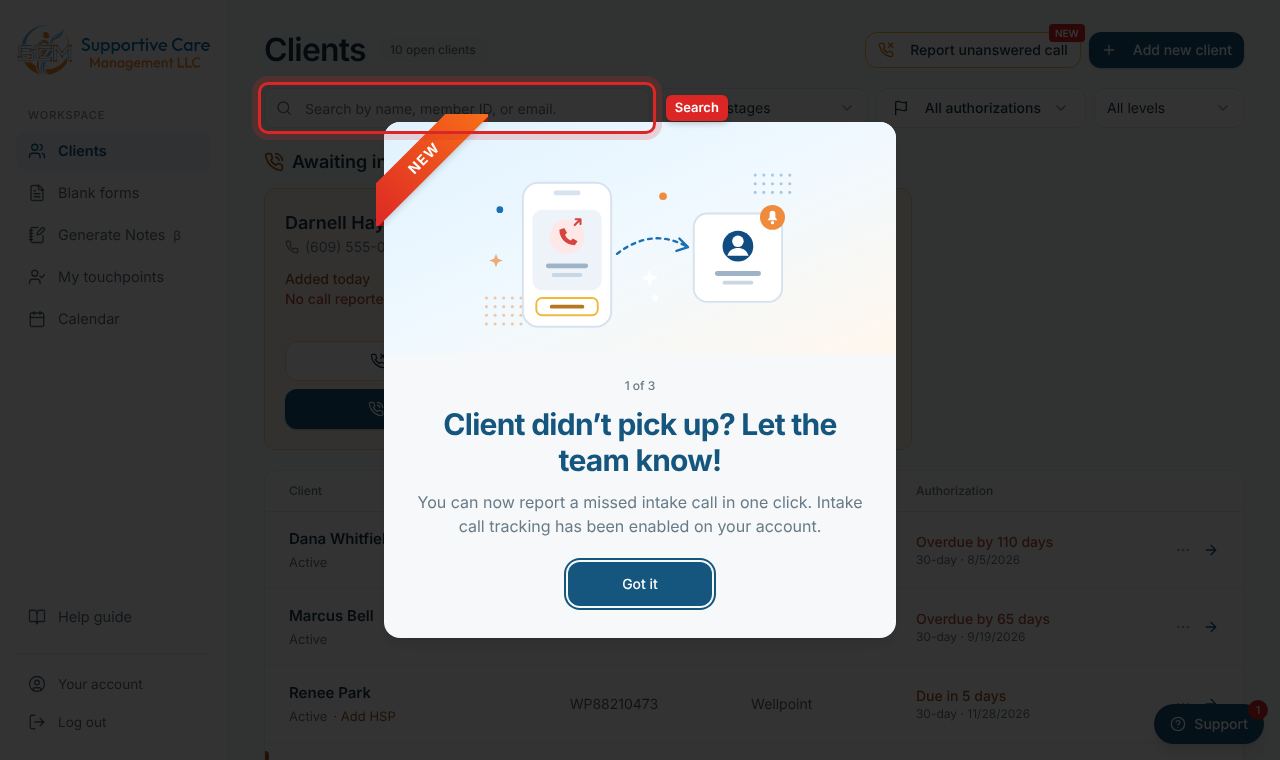 Supportive Care
Management LLC
WORKSPACE
Clients
Blank forms
Generate Notes β
My touchpoints
Calendar
Help guide
Your account
Log out
Clients
10 open clients
NEW
Report unanswered call
Add new client
Search by name, member ID, or email.
Search
stages
All authorizations
All levels
Awaiting in
Darnell Hay
(609) 555-0
Added today
No call reporte
NEW
1 of 3
Client didn’t pick up? Let the
team know!
You can now report a missed intake call in one click. Intake
call tracking has been enabled on your account.
Got it
Client
Authorization
Dana Whitfiel
Active
Overdue by 110 days
30-day · 8/5/2026
Marcus Bell
Active
Overdue by 65 days
30-day · 9/19/2026
Renee Park
Active · Add HSP
WP88210473
Wellpoint
Due in 5 days
30-day · 11/28/2026
Support
1